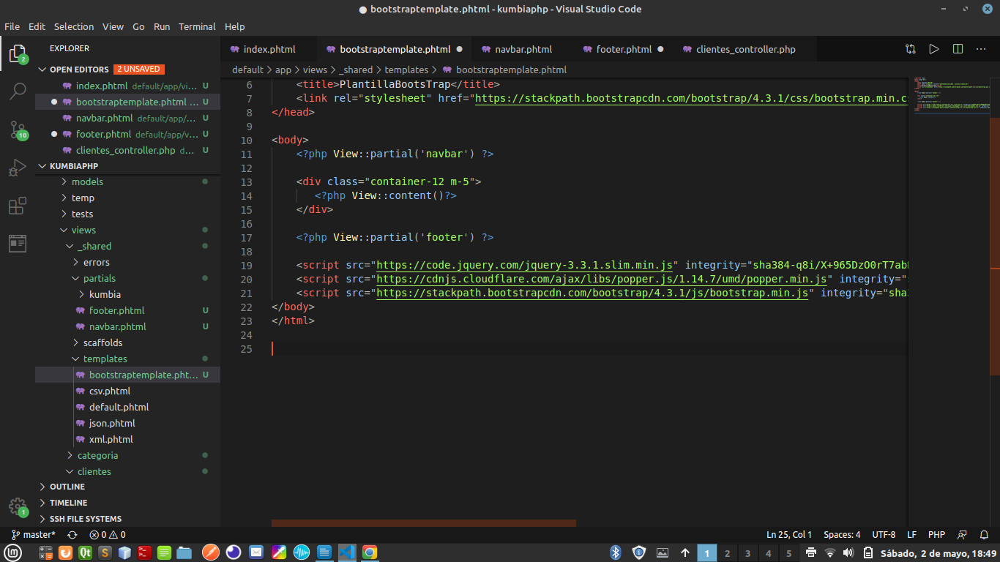 bootstraptemplate.phtml - kumbiaphp - Visual Studio Code
File Edit Selection View Go Run Terminal Help
2
EXPLORER
index.phtml bootstraptemplate.phtml navbar.phtml footer.phtml clientes_controller.php
OPEN EDITORS 2 UNSAVED
default > app > views > _shared > templates > bootstraptemplate.phtml
index.phtml default/app/vi... U
bootstraptemplate.phtml ... U
navbar.phtml default/app/... U
10
footer.phtml default/app/v... U
clientes_controller.php d... U
KUMBIAPHP
models
temp
tests
views
_shared
errors
partials
kumbia
footer.phtml U
navbar.phtml U
scaffolds
templates
bootstraptemplate.pht... U
csv.phtml
default.phtml
json.phtml
xml.phtml
categoria
clientes
OUTLINE
TIMELINE
1
SSH FILE SYSTEMS
6 <title>PlantillaBootsTrap</title>
7 <link rel="stylesheet" href="https://stackpath.bootstrapcdn.com/bootstrap/4.3.1/css/bootstrap.min.cs
8 </head>
9
10 <body>
11 <?php View::partial('navbar') ?>
12
13 <div class="container-12 m-5">
14 <?php View::content()?>
15 </div>
16
17 <?php View::partial('footer') ?>
18
19 <script src="https://code.jquery.com/jquery-3.3.1.slim.min.js" integrity="sha384-q8i/X+965DzO0rT7ab
20 <script src="https://cdnjs.cloudflare.com/ajax/libs/popper.js/1.14.7/umd/popper.min.js" integrity="
21 <script src="https://stackpath.bootstrapcdn.com/bootstrap/4.3.1/js/bootstrap.min.js" integrity="sha
22 </body>
23 </html>
24
25
master* 0 0 Ln 25, Col 1 Spaces: 4 UTF-8 LF PHP
Qt S 1 2 3 4 5 Sábado, 2 de mayo, 18:49